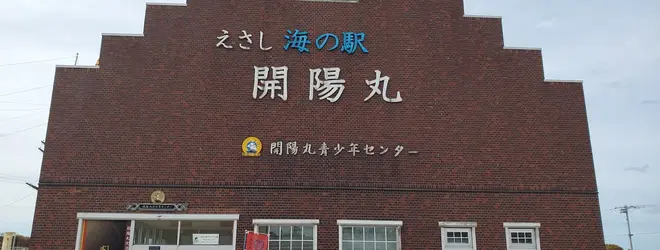 えさし 海の駅
開陽丸
開陽丸青少年センター